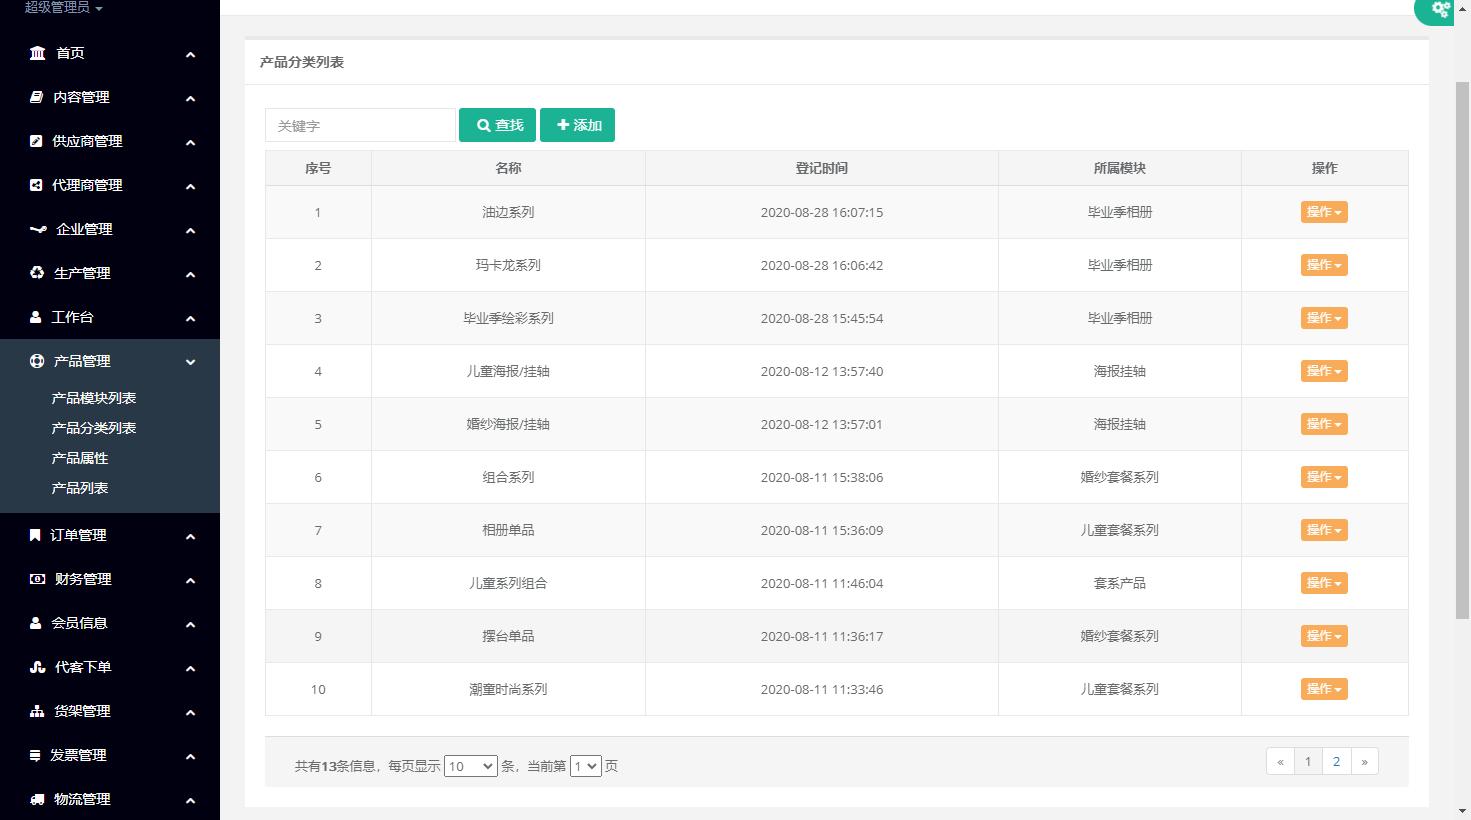 超级管理员
首页
内容管理
供应商管理
代理商管理
企业管理
生产管理
工作台
产品管理
产品模块列表
产品分类列表
产品属性
产品列表
订单管理
财务管理
会员信息
代客下单
货架管理
发票管理
物流管理
产品分类列表
关键字 查找 添加
序号 名称 登记时间 所属模块 操作
1 油边系列 2020-08-28 16:07:15 毕业季相册 操作
2 玛卡龙系列 2020-08-28 16:06:42 毕业季相册 操作
3 毕业季绘彩系列 2020-08-28 15:45:54 毕业季相册 操作
4 儿童海报/挂轴 2020-08-12 13:57:40 海报挂轴 操作
5 婚纱海报/挂轴 2020-08-12 13:57:01 海报挂轴 操作
6 组合系列 2020-08-11 15:38:06 婚纱套餐系列 操作
7 相册单品 2020-08-11 15:36:09 儿童套餐系列 操作
8 儿童系列组合 2020-08-11 11:46:04 套系产品 操作
9 摆台单品 2020-08-11 11:36:17 婚纱套餐系列 操作
10 潮童时尚系列 2020-08-11 11:33:46 儿童套餐系列 操作
共有13条信息，每页显示 10 条，当前第 1 页 « 1 2 »